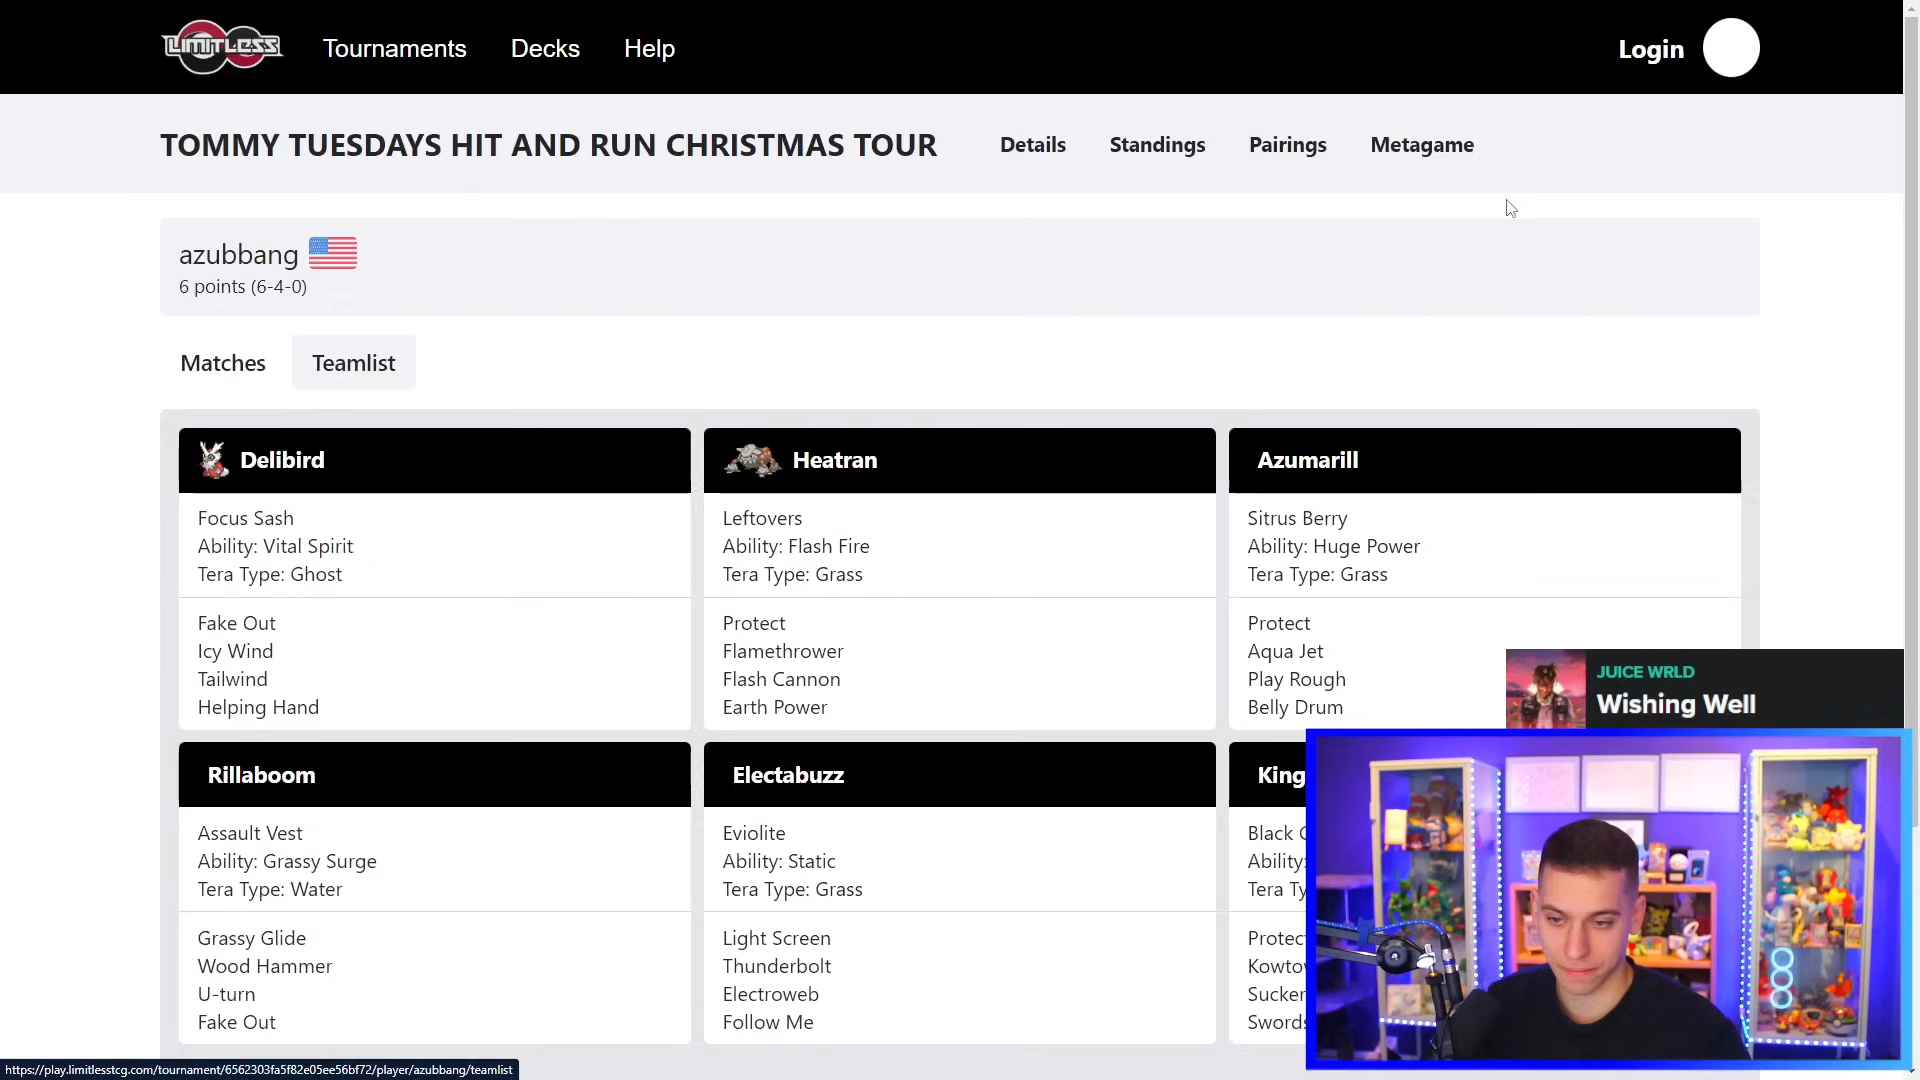 LIMITLESS
Tournaments
Decks
Help
Login
TOMMY TUESDAYS HIT AND RUN CHRISTMAS TOUR
Details
Standings
Pairings
Metagame
azubbang
6 points (6-4-0)
Matches
Teamlist
Delibird
Focus Sash
Ability: Vital Spirit
Tera Type: Ghost
Fake Out
Icy Wind
Tailwind
Helping Hand
Heatran
Leftovers
Ability: Flash Fire
Tera Type: Grass
Protect
Flamethrower
Flash Cannon
Earth Power
Azumarill
Sitrus Berry
Ability: Huge Power
Tera Type: Grass
Protect
Aqua Jet
Play Rough
Belly Drum
JUICE WRLD
Wishing Well
Rillaboom
Assault Vest
Ability: Grassy Surge
Tera Type: Water
Grassy Glide
Wood Hammer
U-turn
Fake Out
Electabuzz
Eviolite
Ability: Static
Tera Type: Grass
Light Screen
Thunderbolt
Electroweb
Follow Me
King
Black
Ability:
Tera
Protec
Kowto
Sucker
Swords
https://play.limitlesstcg.com/tournament/6562303fa5f82e05ee56bf72/player/azubbang/teamlist